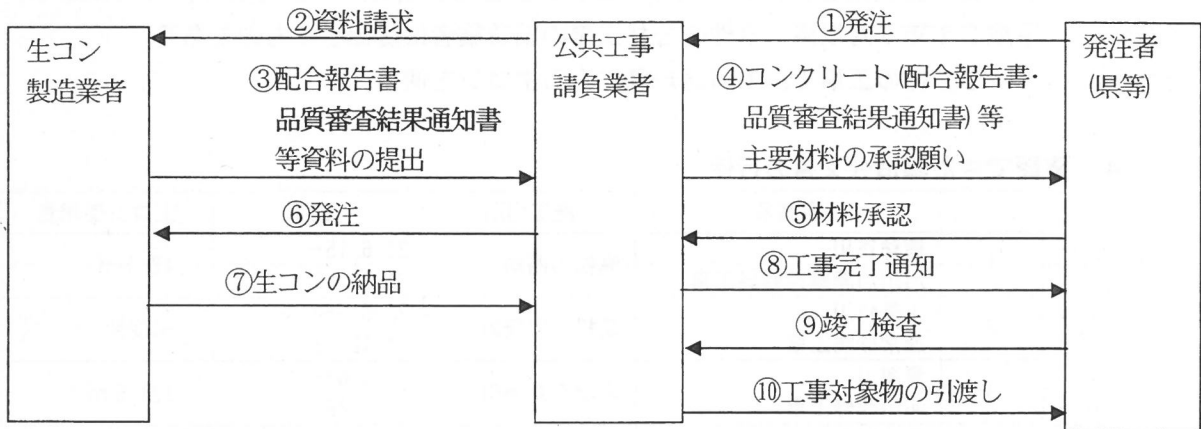 生コン
製造業者
②資料請求
③配合報告書
品質審査結果通知書
等資料の提出
⑥発注
⑦生コンの納品
公共工事
請負業者
①発注
④コンクリート(配合報告書・
品質審査結果通知書)等
主要材料の承認願い
⑤材料承認
⑧工事完了通知
⑨竣工検査
⑩工事対象物の引渡し
発注者
(県等)